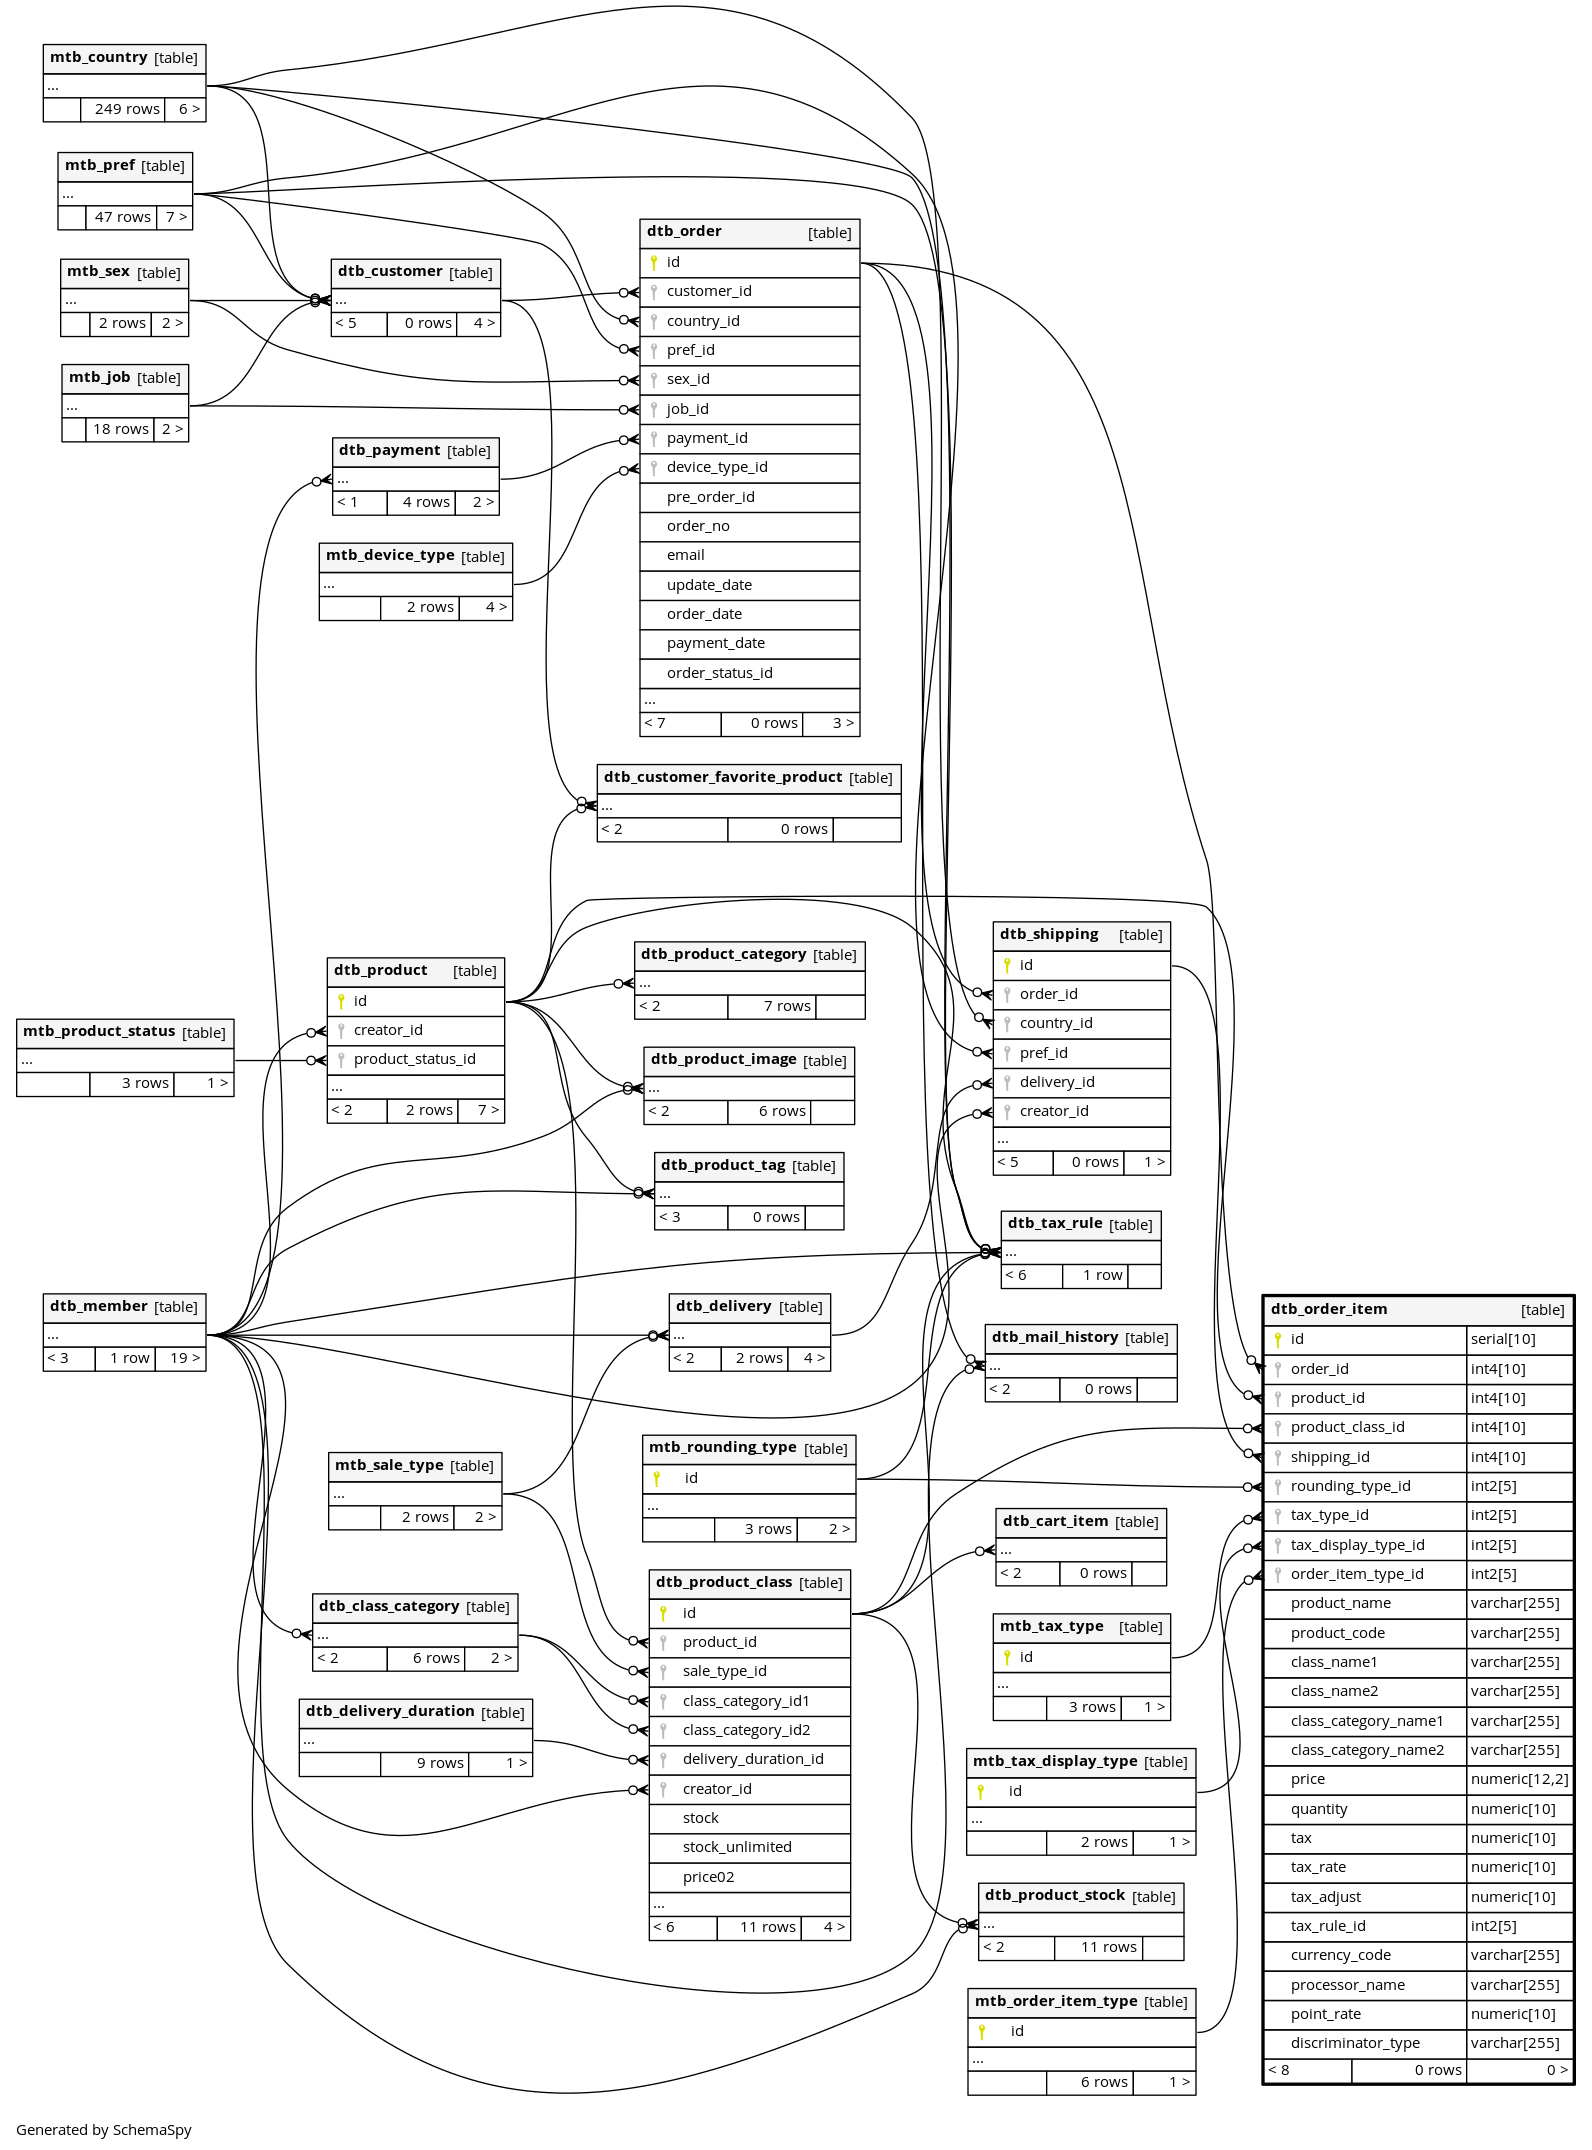 mtb_country [table]
...
249 rows 6 >
mtb_pref [table]
...
47 rows 7 >
mtb_sex [table]
...
2 rows 2 >
mtb_job [table]
...
18 rows 2 >
dtb_customer [table]
...
< 5 0 rows 4 >
dtb_payment [table]
...
< 1 4 rows 2 >
mtb_device_type [table]
...
2 rows 4 >
dtb_order [table]
id
customer_id
country_id
pref_id
sex_id
job_id
payment_id
device_type_id
pre_order_id
order_no
email
update_date
order_date
payment_date
order_status_id
...
< 7 0 rows 3 >
dtb_customer_favorite_product [table]
...
< 2 0 rows
dtb_product [table]
id
creator_id
product_status_id
...
< 2 2 rows 7 >
mtb_product_status [table]
...
3 rows 1 >
dtb_product_category [table]
...
< 2 7 rows
dtb_product_image [table]
...
< 2 6 rows
dtb_product_tag [table]
...
< 3 0 rows
dtb_shipping [table]
id
order_id
country_id
pref_id
delivery_id
creator_id
...
< 5 0 rows 1 >
dtb_tax_rule [table]
...
< 6 1 row
dtb_member [table]
...
< 3 1 row 19 >
dtb_delivery [table]
...
< 2 2 rows 4 >
dtb_mail_history [table]
...
< 2 0 rows
mtb_sale_type [table]
...
2 rows 2 >
mtb_rounding_type [table]
id
...
3 rows 2 >
dtb_cart_item [table]
...
< 2 0 rows
dtb_class_category [table]
...
< 2 6 rows 2 >
dtb_delivery_duration [table]
...
9 rows 1 >
dtb_product_class [table]
id
product_id
sale_type_id
class_category_id1
class_category_id2
delivery_duration_id
creator_id
stock
stock_unlimited
price02
...
< 6 11 rows 4 >
mtb_tax_type [table]
id
...
3 rows 1 >
mtb_tax_display_type [table]
id
...
2 rows 1 >
dtb_product_stock [table]
...
< 2 11 rows
mtb_order_item_type [table]
id
...
6 rows 1 >
dtb_order_item [table]
id serial[10]
order_id int4[10]
product_id int4[10]
product_class_id int4[10]
shipping_id int4[10]
rounding_type_id int2[5]
tax_type_id int2[5]
tax_display_type_id int2[5]
order_item_type_id int2[5]
product_name varchar[255]
product_code varchar[255]
class_name1 varchar[255]
class_name2 varchar[255]
class_category_name1 varchar[255]
class_category_name2 varchar[255]
price numeric[12,2]
quantity numeric[10]
tax numeric[10]
tax_rate numeric[10]
tax_adjust numeric[10]
tax_rule_id int2[5]
currency_code varchar[255]
processor_name varchar[255]
point_rate numeric[10]
discriminator_type varchar[255]
< 8 0 rows 0 >
Generated by SchemaSpy